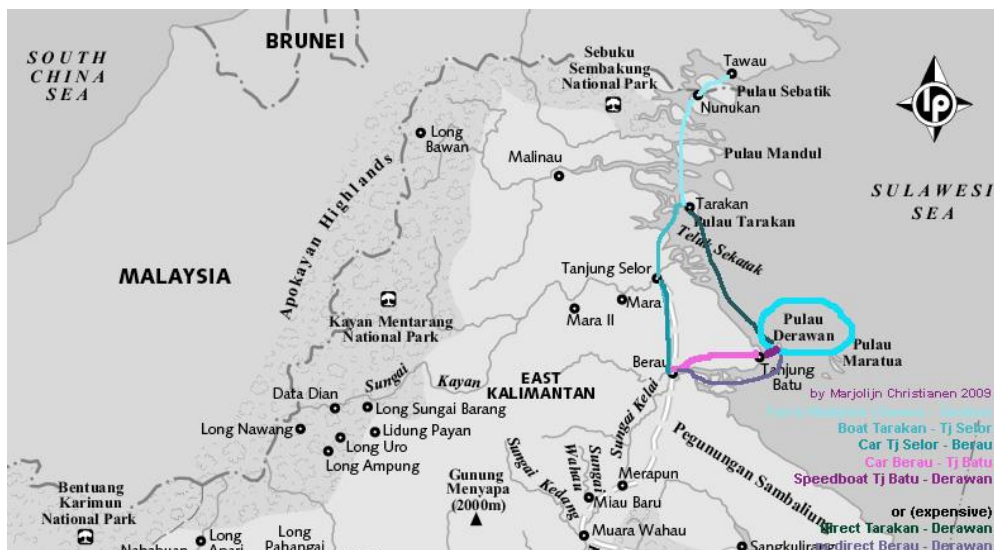 SOUTH
CHINA
SEA
BRUNEI
Sebuku
Sembakung
National Park
Tawau
Pulau Sebatik
Nunukan
lp
Long
Bawan
Malinau
Pulau Mandul
SULAWESI
SEA
Apokayan Highlands
Tarakan
Pulau Tarakan
Teluk Sekatak
MALAYSIA
Tanjung Selor
Mara
Mara II
Kayan Mentarang
National Park
Pulau
Derawan
Pulau
Maratua
Berau
Tanjung
Batu
Sungai Kayan
EAST
KALIMANTAN
Sungai Kelai
Data Dian
Long Sungai Barang
Long Nawang
Lidung Payan
Long Uro
Long Ampung
by Marjolijn Christianen 2009
Boat Tarakan - Tj Selor
Car Tj Selor - Berau
Car Berau - Tj Batu
Speedboat Tj Batu - Derawan
or (expensive)
Direct Tarakan - Derawan
direct Berau - Derawan
Pegunungan Sambaliung
Sungai
Wahau
Sungai
Kedang
Gunung
Menyapa
(2000m)
Merapun
Miau Baru
Muara Wahau
Bentuang
Karimun
National Park
Long
Apari
Long
Pahangai
Nahabuan
Sangkulirang